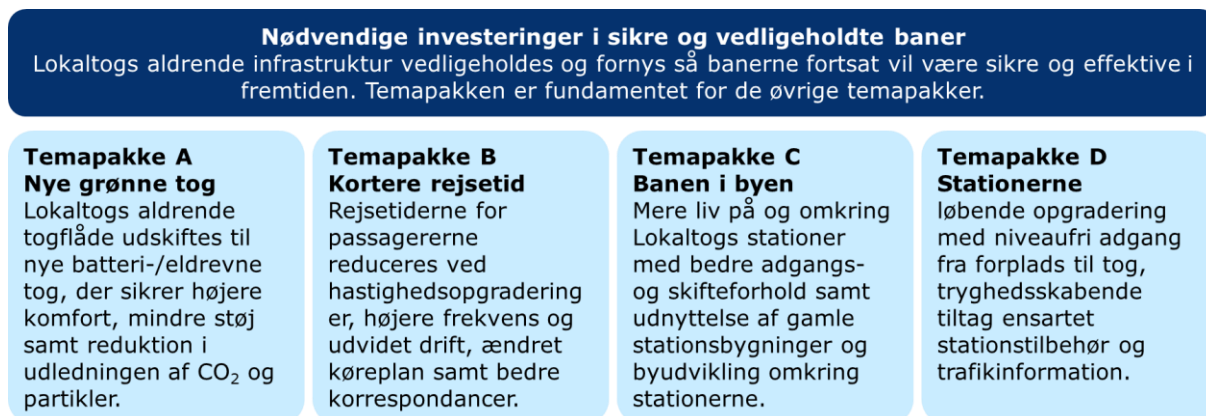 Nødvendige investeringer i sikre og vedligeholdte baner
Lokaltogs aldrende infrastruktur vedligeholdes og fornys så banerne fortsat vil være sikre og effektive i
fremtiden. Temapakken er fundamentet for de øvrige temapakker.
Temapakke A
Nye grønne tog
Lokaltogs aldrende
togflåde udskiftes til
nye batteri-/eldrevne
tog, der sikrer højere
komfort, mindre støj
samt reduktion i
udledningen af CO₂ og
partikler.
Temapakke B
Kortere rejsetid
Rejsetiderne for
passagererne
reduceres ved
hastighedsopgradering
er, højere frekvens og
udvidet drift, ændret
køreplan samt bedre
korrespondancer.
Temapakke C
Banen i byen
Mere liv på og omkring
Lokaltogs stationer
med bedre adgangs-
og skifteforhold samt
udnyttelse af gamle
stationsbygninger og
byudvikling omkring
stationerne.
Temapakke D
Stationerne
løbende opgradering
med niveaufri adgang
fra forplads til tog,
tryghedsskabende
tiltag ensartet
stationstilbehør og
trafikinformation.